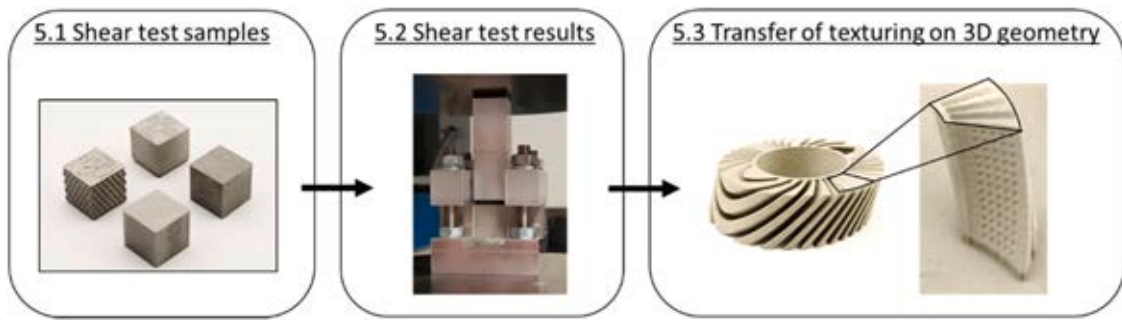 5.1 Shear test samples
5.2 Shear test results
5.3 Transfer of texturing on 3D geometry